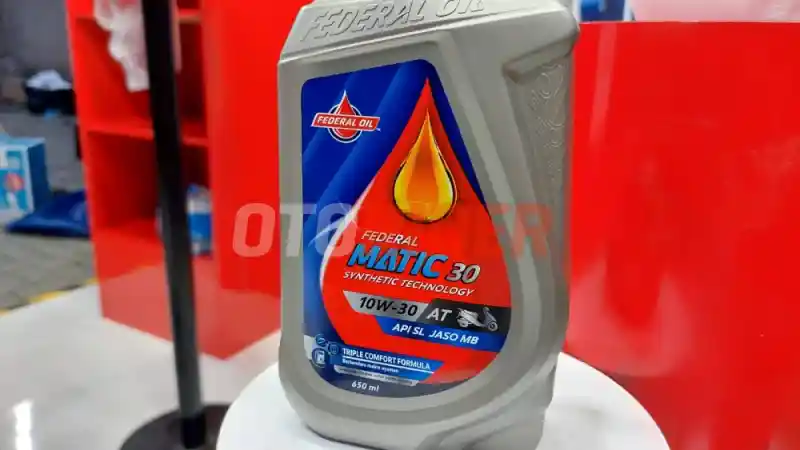 FEDERAL OIL
FEDERAL OIL
FEDERAL
MATIC 30
SYNTHETIC TECHNOLOGY
10W-30 AT
API SL JASO MB
TRIPLE COMFORT FORMULA
650 ml